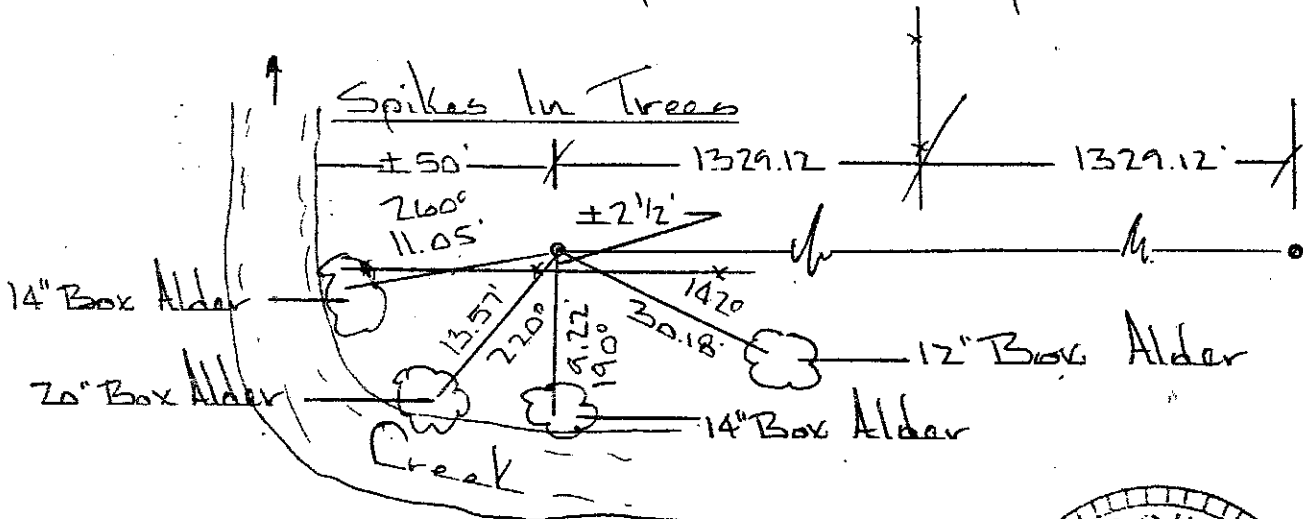 Spikes In Trees
±50' 1329.12 1329.12'
260°
11.05'
±2½'
14" Box Alder
13.57'
220°
9.22'
190°
142°
30.18'
12" Box Alder
20" Box Alder
14" Box Alder
Creek